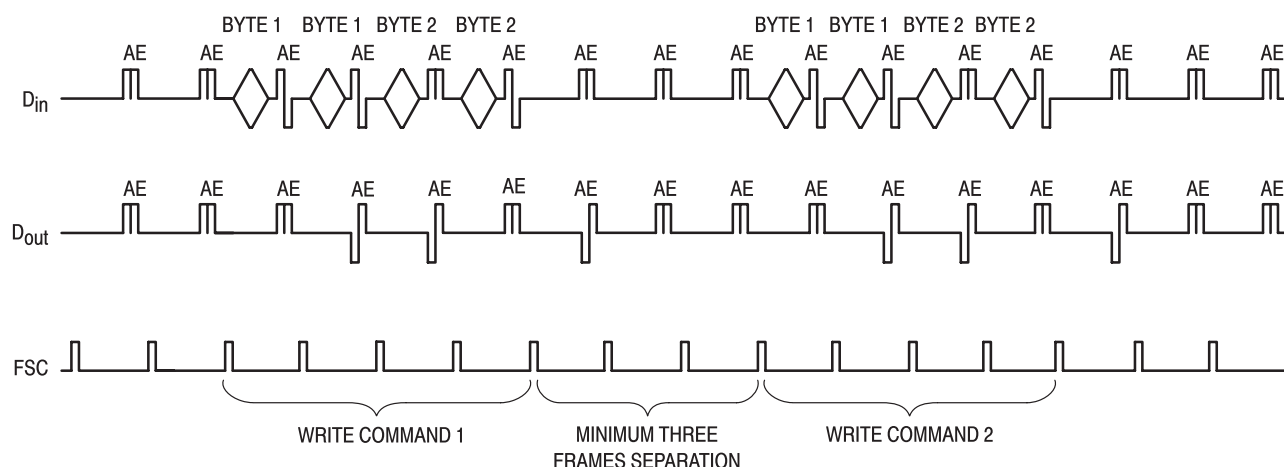 BYTE 1 BYTE 1 BYTE 2 BYTE 2 BYTE 1 BYTE 1 BYTE 2 BYTE 2
AE AE AE AE AE AE AE AE AE AE AE AE AE AE AE AE
Din
AE AE AE AE AE AE AE AE AE AE AE AE AE AE AE AE
Dout
FSC
WRITE COMMAND 1 MINIMUM THREE WRITE COMMAND 2
FRAMES SEPARATION